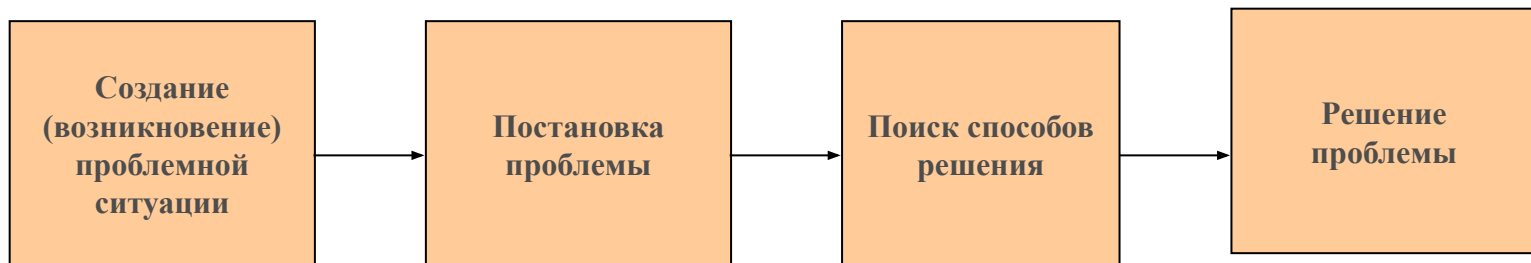 Создание
(возникновение)
проблемной
ситуации
Постановка
проблемы
Поиск способов
решения
Решение
проблемы